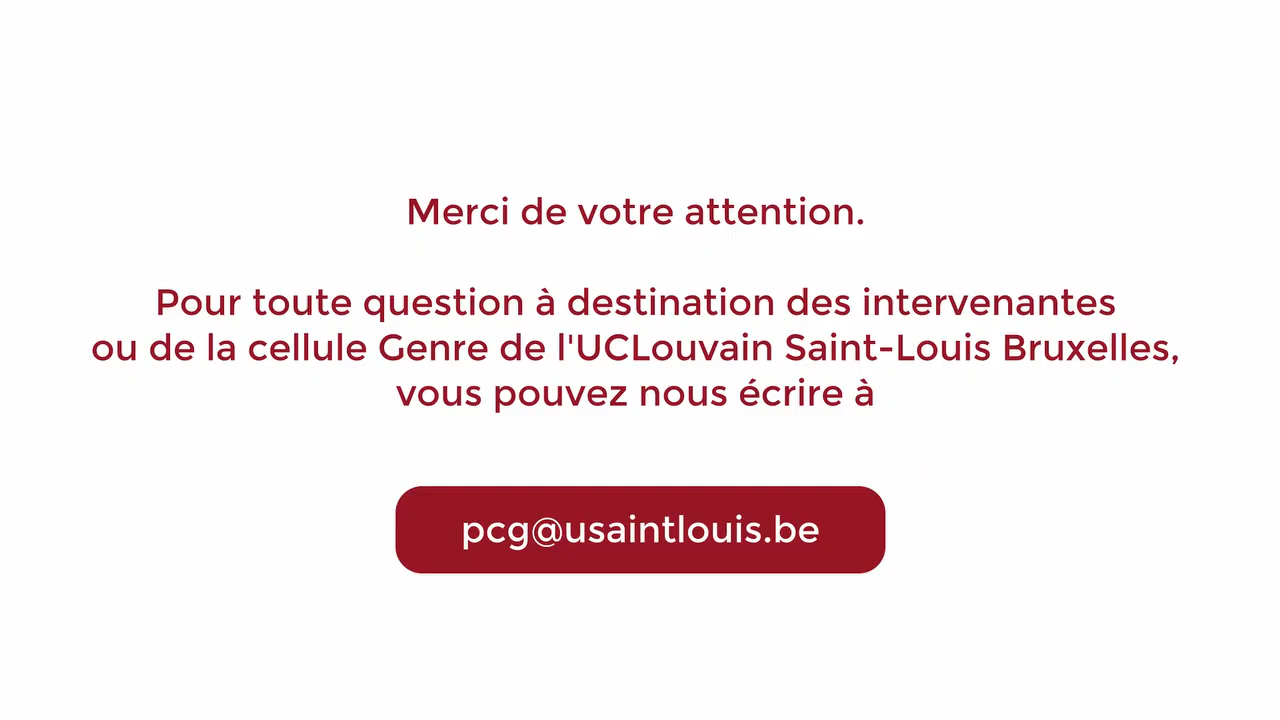 Merci de votre attention.
Pour toute question à destination des intervenantes
ou de la cellule Genre de l'UCLouvain Saint-Louis Bruxelles,
vous pouvez nous écrire à
pcg@usaintlouis.be